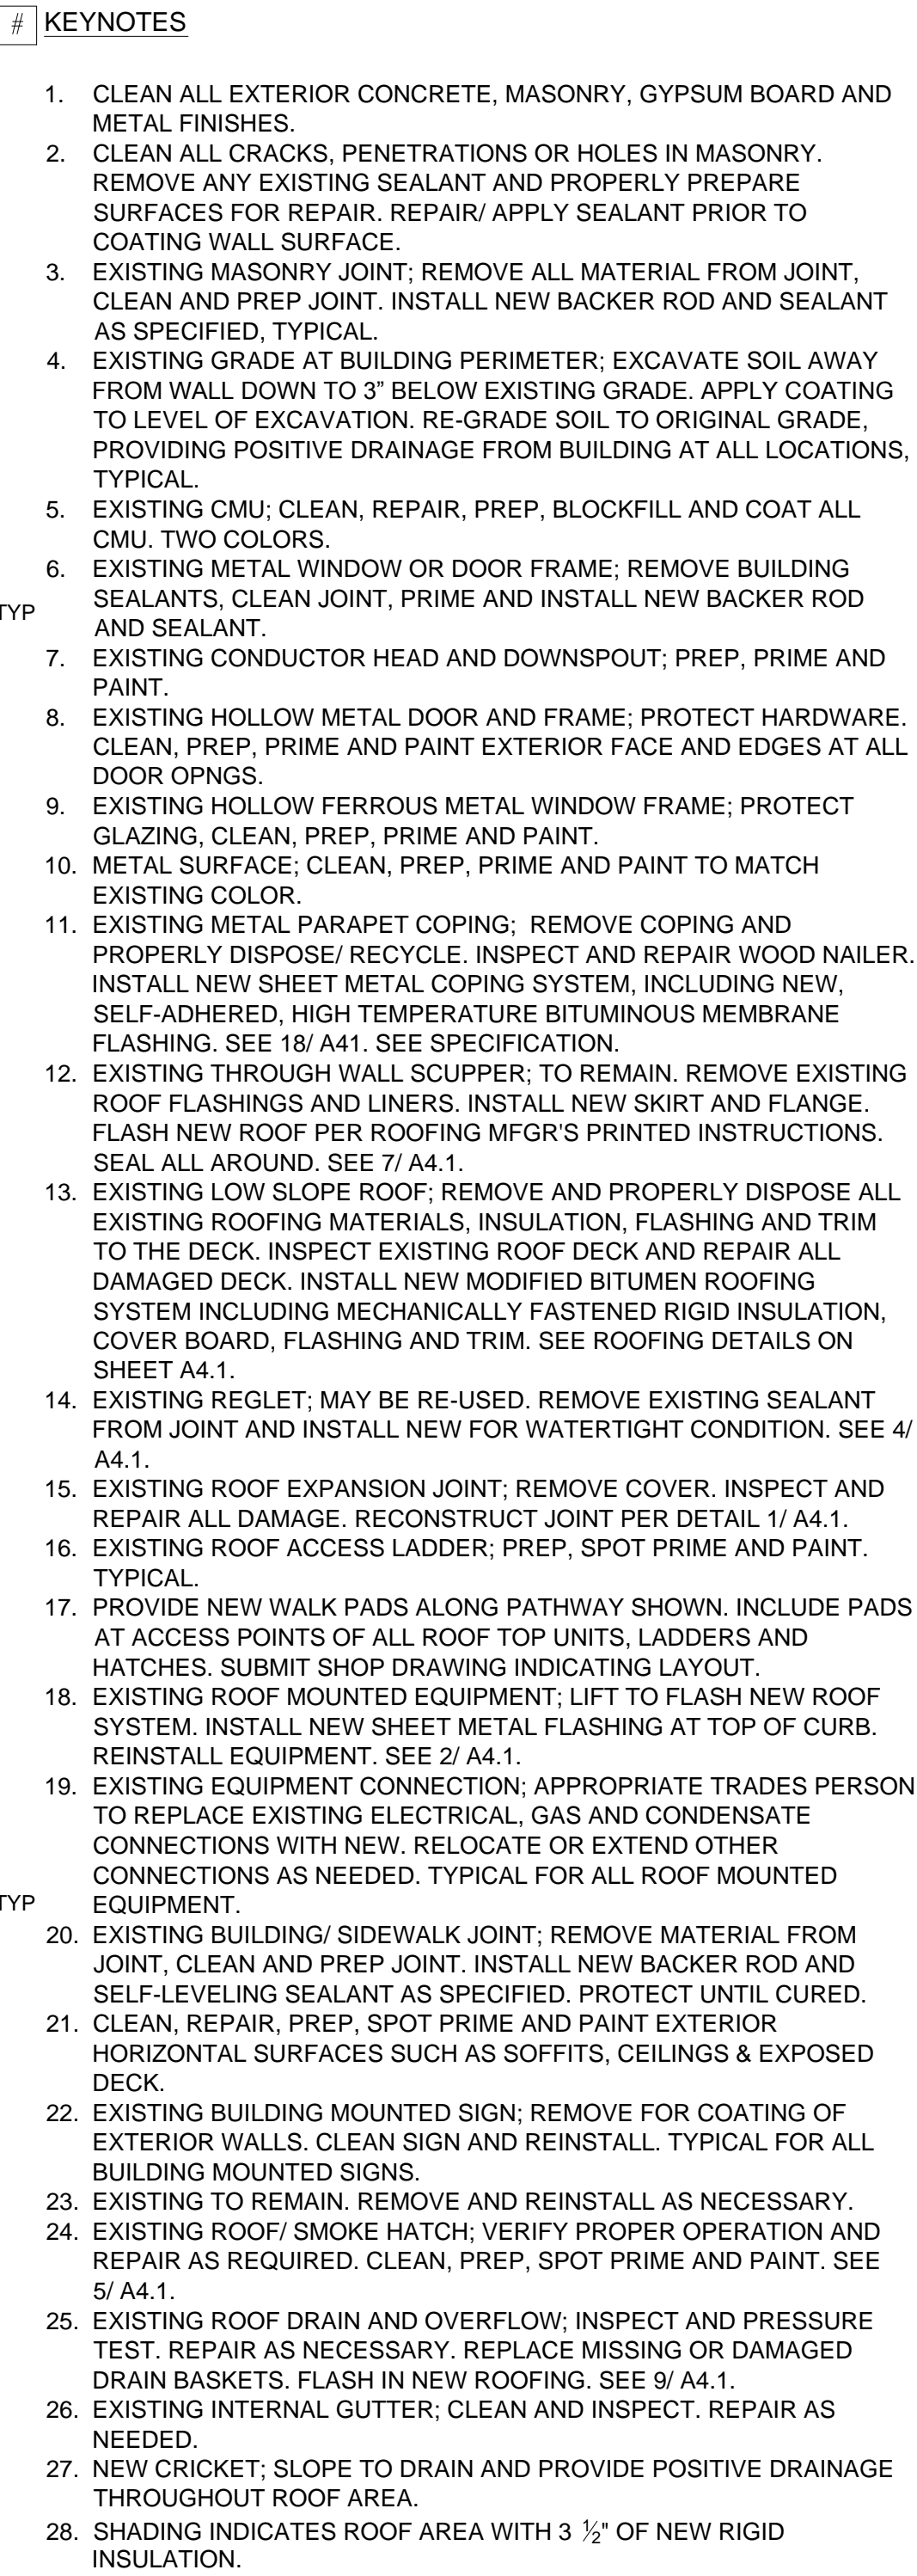 # KEYNOTES
1. CLEAN ALL EXTERIOR CONCRETE, MASONRY, GYPSUM BOARD AND
METAL FINISHES.
2. CLEAN ALL CRACKS, PENETRATIONS OR HOLES IN MASONRY.
REMOVE ANY EXISTING SEALANT AND PROPERLY PREPARE
SURFACES FOR REPAIR. REPAIR/ APPLY SEALANT PRIOR TO
COATING WALL SURFACE.
3. EXISTING MASONRY JOINT; REMOVE ALL MATERIAL FROM JOINT,
CLEAN AND PREP JOINT. INSTALL NEW BACKER ROD AND SEALANT
AS SPECIFIED, TYPICAL.
4. EXISTING GRADE AT BUILDING PERIMETER; EXCAVATE SOIL AWAY
FROM WALL DOWN TO 3” BELOW EXISTING GRADE. APPLY COATING
TO LEVEL OF EXCAVATION. RE-GRADE SOIL TO ORIGINAL GRADE,
PROVIDING POSITIVE DRAINAGE FROM BUILDING AT ALL LOCATIONS,
TYPICAL.
5. EXISTING CMU; CLEAN, REPAIR, PREP, BLOCKFILL AND COAT ALL
CMU. TWO COLORS.
6. EXISTING METAL WINDOW OR DOOR FRAME; REMOVE BUILDING
SEALANTS, CLEAN JOINT, PRIME AND INSTALL NEW BACKER ROD
TYP
AND SEALANT.
7. EXISTING CONDUCTOR HEAD AND DOWNSPOUT; PREP, PRIME AND
PAINT.
8. EXISTING HOLLOW METAL DOOR AND FRAME; PROTECT HARDWARE.
CLEAN, PREP, PRIME AND PAINT EXTERIOR FACE AND EDGES AT ALL
DOOR OPNGS.
9. EXISTING HOLLOW FERROUS METAL WINDOW FRAME; PROTECT
GLAZING, CLEAN, PREP, PRIME AND PAINT.
10. METAL SURFACE; CLEAN, PREP, PRIME AND PAINT TO MATCH
EXISTING COLOR.
11. EXISTING METAL PARAPET COPING; REMOVE COPING AND
PROPERLY DISPOSE/ RECYCLE. INSPECT AND REPAIR WOOD NAILER.
INSTALL NEW SHEET METAL COPING SYSTEM, INCLUDING NEW,
SELF-ADHERED, HIGH TEMPERATURE BITUMINOUS MEMBRANE
FLASHING. SEE 18/ A41. SEE SPECIFICATION.
12. EXISTING THROUGH WALL SCUPPER; TO REMAIN. REMOVE EXISTING
ROOF FLASHINGS AND LINERS. INSTALL NEW SKIRT AND FLANGE.
FLASH NEW ROOF PER ROOFING MFGR'S PRINTED INSTRUCTIONS.
SEAL ALL AROUND. SEE 7/ A4.1.
13. EXISTING LOW SLOPE ROOF; REMOVE AND PROPERLY DISPOSE ALL
EXISTING ROOFING MATERIALS, INSULATION, FLASHING AND TRIM
TO THE DECK. INSPECT EXISTING ROOF DECK AND REPAIR ALL
DAMAGED DECK. INSTALL NEW MODIFIED BITUMEN ROOFING
SYSTEM INCLUDING MECHANICALLY FASTENED RIGID INSULATION,
COVER BOARD, FLASHING AND TRIM. SEE ROOFING DETAILS ON
SHEET A4.1.
14. EXISTING REGLET; MAY BE RE-USED. REMOVE EXISTING SEALANT
FROM JOINT AND INSTALL NEW FOR WATERTIGHT CONDITION. SEE 4/
A4.1.
15. EXISTING ROOF EXPANSION JOINT; REMOVE COVER. INSPECT AND
REPAIR ALL DAMAGE. RECONSTRUCT JOINT PER DETAIL 1/ A4.1.
16. EXISTING ROOF ACCESS LADDER; PREP, SPOT PRIME AND PAINT.
TYPICAL.
17. PROVIDE NEW WALK PADS ALONG PATHWAY SHOWN. INCLUDE PADS
AT ACCESS POINTS OF ALL ROOF TOP UNITS, LADDERS AND
HATCHES. SUBMIT SHOP DRAWING INDICATING LAYOUT.
18. EXISTING ROOF MOUNTED EQUIPMENT; LIFT TO FLASH NEW ROOF
SYSTEM. INSTALL NEW SHEET METAL FLASHING AT TOP OF CURB.
REINSTALL EQUIPMENT. SEE 2/ A4.1.
19. EXISTING EQUIPMENT CONNECTION; APPROPRIATE TRADES PERSON
TO REPLACE EXISTING ELECTRICAL, GAS AND CONDENSATE
CONNECTIONS WITH NEW. RELOCATE OR EXTEND OTHER
CONNECTIONS AS NEEDED. TYPICAL FOR ALL ROOF MOUNTED
TYP
EQUIPMENT.
20. EXISTING BUILDING/ SIDEWALK JOINT; REMOVE MATERIAL FROM
JOINT, CLEAN AND PREP JOINT. INSTALL NEW BACKER ROD AND
SELF-LEVELING SEALANT AS SPECIFIED. PROTECT UNTIL CURED.
21. CLEAN, REPAIR, PREP, SPOT PRIME AND PAINT EXTERIOR
HORIZONTAL SURFACES SUCH AS SOFFITS, CEILINGS & EXPOSED
DECK.
22. EXISTING BUILDING MOUNTED SIGN; REMOVE FOR COATING OF
EXTERIOR WALLS. CLEAN SIGN AND REINSTALL. TYPICAL FOR ALL
BUILDING MOUNTED SIGNS.
23. EXISTING TO REMAIN. REMOVE AND REINSTALL AS NECESSARY.
24. EXISTING ROOF/ SMOKE HATCH; VERIFY PROPER OPERATION AND
REPAIR AS REQUIRED. CLEAN, PREP, SPOT PRIME AND PAINT. SEE
5/ A4.1.
25. EXISTING ROOF DRAIN AND OVERFLOW; INSPECT AND PRESSURE
TEST. REPAIR AS NECESSARY. REPLACE MISSING OR DAMAGED
DRAIN BASKETS. FLASH IN NEW ROOFING. SEE 9/ A4.1.
26. EXISTING INTERNAL GUTTER; CLEAN AND INSPECT. REPAIR AS
NEEDED.
27. NEW CRICKET; SLOPE TO DRAIN AND PROVIDE POSITIVE DRAINAGE
THROUGHOUT ROOF AREA.
28. SHADING INDICATES ROOF AREA WITH 3 ½" OF NEW RIGID
INSULATION.